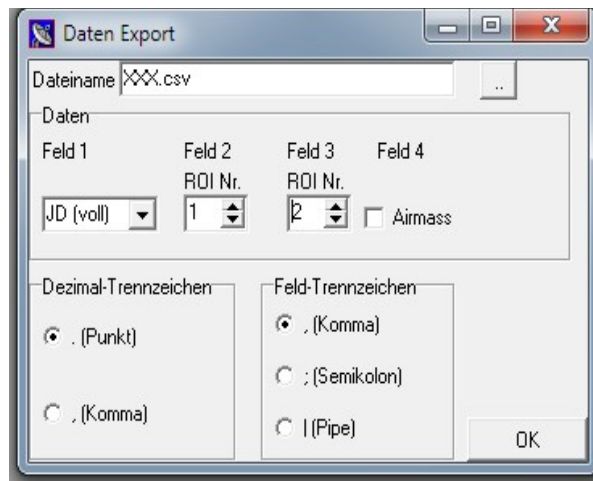 Daten Export
Dateiname XXX.csv ..
Daten
Feld 1 Feld 2 Feld 3 Feld 4
ROI Nr. ROI Nr.
JD (voll) 1 2 Airmass
Dezimal-Trennzeichen Feld-Trennzeichen
. (Punkt) , (Komma)
; (Semikolon)
, (Komma) | (Pipe)
OK